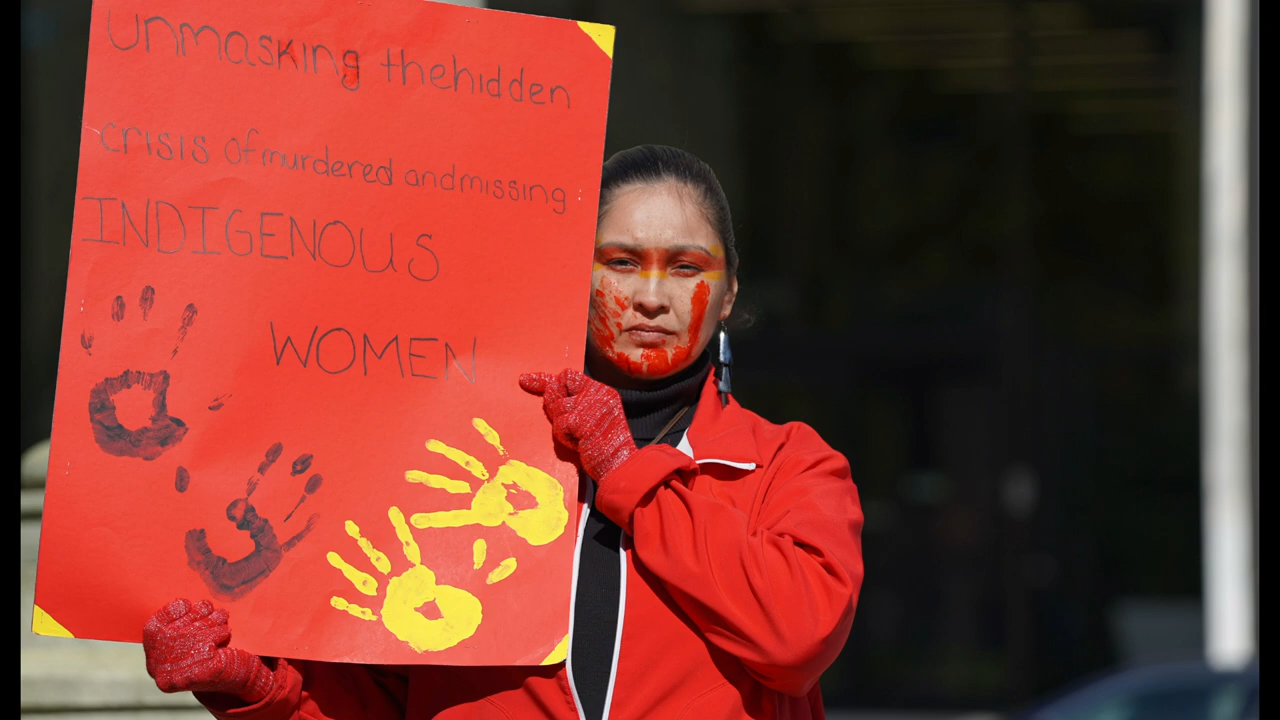 unmasking thehidden
crisis of murdered andmissing
INDIGENOUS
WOMEN